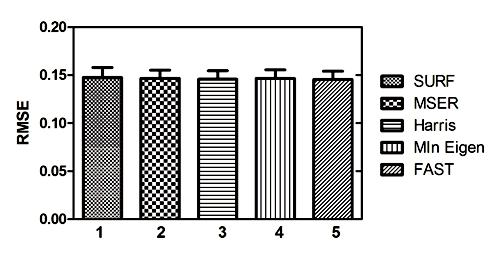 0.20
0.15
0.10
0.05
0.00
RMSE
1 2 3 4 5
SURF
MSER
Harris
MIn Eigen
FAST